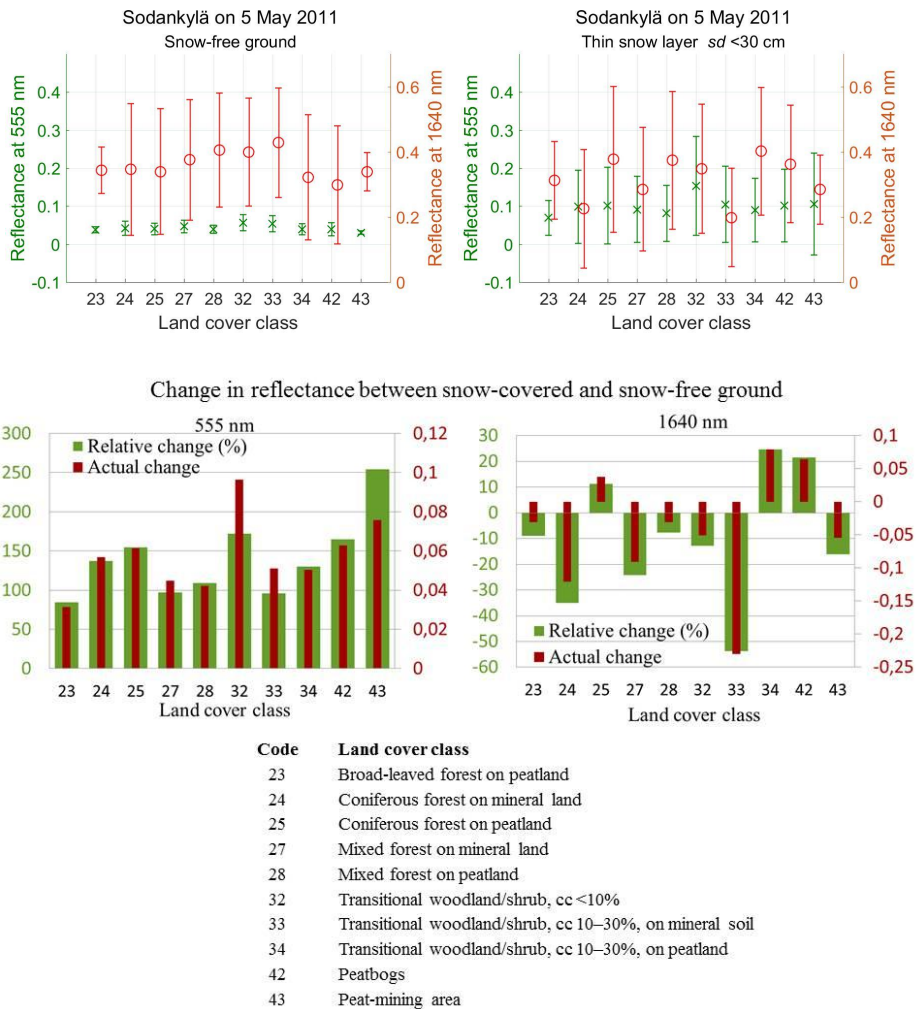 Sodankylä on 5 May 2011
Snow-free ground
Reflectance at 555 nm
0.4
0.3
0.2
0.1
0
-0.1
0.6
0.4
0.2
0
Reflectance at 1640 nm
23 24 25 27 28 32 33 34 42 43
Land cover class
Sodankylä on 5 May 2011
Thin snow layer sd <30 cm
Reflectance at 555 nm
0.4
0.3
0.2
0.1
0
-0.1
0.6
0.4
0.2
0
Reflectance at 1640 nm
23 24 25 27 28 32 33 34 42 43
Land cover class
Change in reflectance between snow-covered and snow-free ground
555 nm
Relative change (%)
Actual change
300
250
200
150
100
50
0
0,12
0,1
0,08
0,06
0,04
0,02
0
23 24 25 27 28 32 33 34 42 43
Land cover class
1640 nm
30
20
10
0
-10
-20
-30
-40
-50
-60
0,1
0,05
0
-0,05
-0,1
-0,15
-0,2
-0,25
Relative change (%)
Actual change
23 24 25 27 28 32 33 34 42 43
Land cover class
Code Land cover class
23 Broad-leaved forest on peatland
24 Coniferous forest on mineral land
25 Coniferous forest on peatland
27 Mixed forest on mineral land
28 Mixed forest on peatland
32 Transitional woodland/shrub, cc <10%
33 Transitional woodland/shrub, cc 10–30%, on mineral soil
34 Transitional woodland/shrub, cc 10–30%, on peatland
42 Peatbogs
43 Peat-mining area